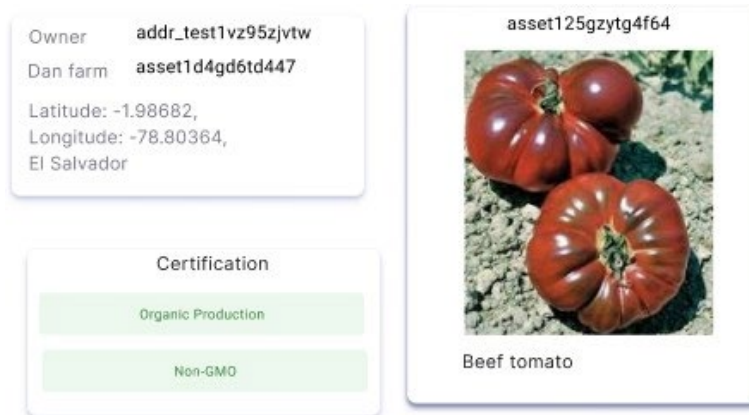 Owner addr_test1vz95zjvtw
Dan farm asset1d4gd6td447
Latitude: -1.98682,
Longitude: -78.80364,
El Salvador
Certification
Organic Production
Non-GMO
asset125gzytg4f64
Beef tomato